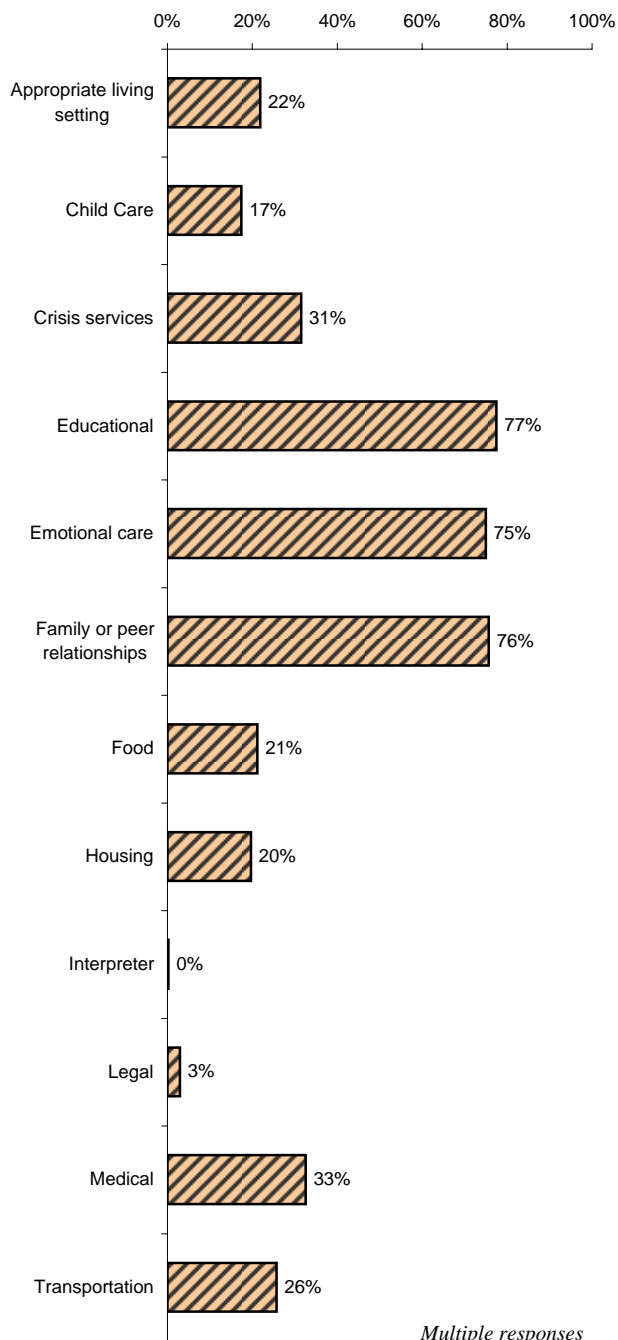 0% 20% 40% 60% 80% 100%
Appropriate living
setting
22%
Child Care
17%
Crisis services
31%
Educational
77%
Emotional care
75%
Family or peer
relationships
76%
Food
21%
Housing
20%
Interpreter
0%
Legal
3%
Medical
33%
Transportation
26%
Multiple responses